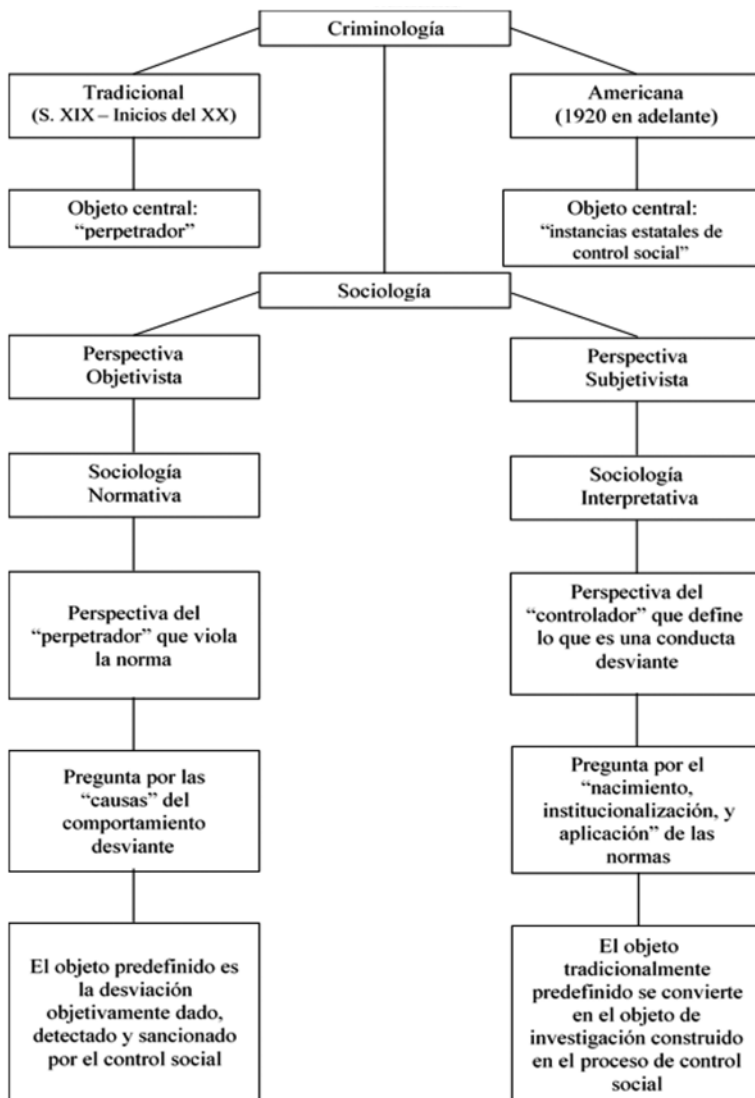 Criminología
Tradicional
(S. XIX – Inicios del XX)
Americana
(1920 en adelante)
Objeto central:
“perpetrador”
Objeto central:
“instancias estatales de
control social”
Sociología
Perspectiva
Objetivista
Perspectiva
Subjetivista
Sociología
Normativa
Sociología
Interpretativa
Perspectiva del
“perpetrador” que viola
la norma
Perspectiva del
“controlador” que define
lo que es una conducta
desviante
Pregunta por las
“causas” del
comportamiento
desviante
Pregunta por el
“nacimiento,
institucionalización, y
aplicación” de las
normas
El objeto predefinido es
la desviación
objetivamente dado,
detectado y sancionado
por el control social
El objeto
tradicionalmente
predefinido se convierte
en el objeto de
investigación construido
en el proceso de control
social